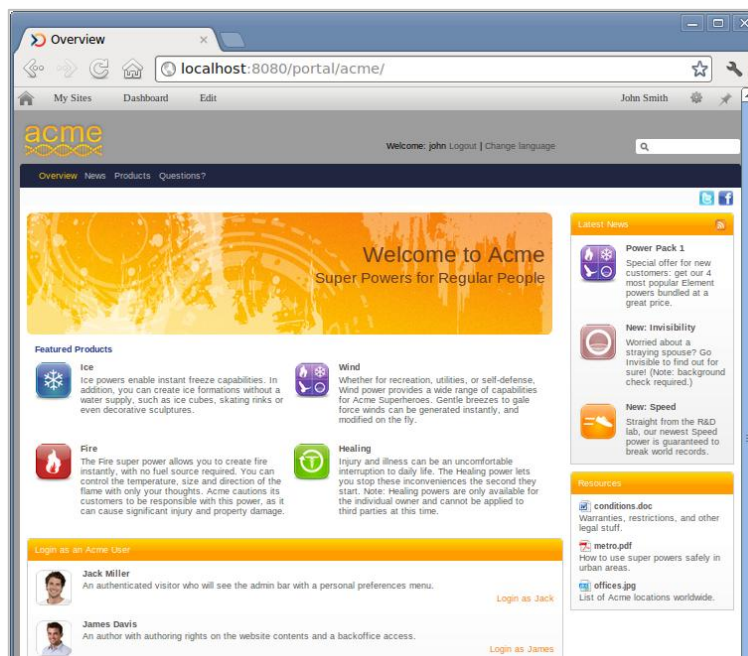 Overview
localhost:8080/portal/acme/
My Sites Dashboard Edit John Smith
acme
Welcome: john Logout | Change language
Overview News Products Questions?
Welcome to Acme
Super Powers for Regular People
Featured Products
Ice
Ice powers enable instant freeze capabilities. In
addition, you can create ice formations without a
water supply, such as ice cubes, skating rinks or
even decorative sculptures.
Wind
Whether for recreation, utilities, or self-defense,
Wind power provides a wide range of capabilities
for Acme Superheroes. Gentle breezes to gale
force winds can be generated instantly, and
modified on the fly.
Fire
The Fire super power allows you to create fire
instantly, with no fuel source required. You can
control the temperature, size and direction of the
flame with only your thoughts. Acme cautions its
customers to be responsible with this power, as it
can cause significant injury and property damage.
Healing
Injury and illness can be an uncomfortable
interruption to daily life. The Healing power lets
you stop these inconveniences the second they
start. Note: Healing powers are only available for
the individual owner and cannot be applied to
third parties at this time.
Login as an Acme User
Jack Miller
An authenticated visitor who will see the admin bar with a personal preferences menu.
Login as Jack
James Davis
An author with authoring rights on the website contents and a backoffice access.
Login as James
Latest News
Power Pack 1
Special offer for new
customers: get our 4
most popular Element
powers bundled at a
great price.
New: Invisibility
Worried about a
straying spouse? Go
Invisible to find out for
sure! (Note: background
check required.)
New: Speed
Straight from the R&D
lab, our newest Speed
power is guaranteed to
break world records.
Resources
conditions.doc
Warranties, restrictions, and other
legal stuff.
metro.pdf
How to use super powers safely in
urban areas.
offices.jpg
List of Acme locations worldwide.